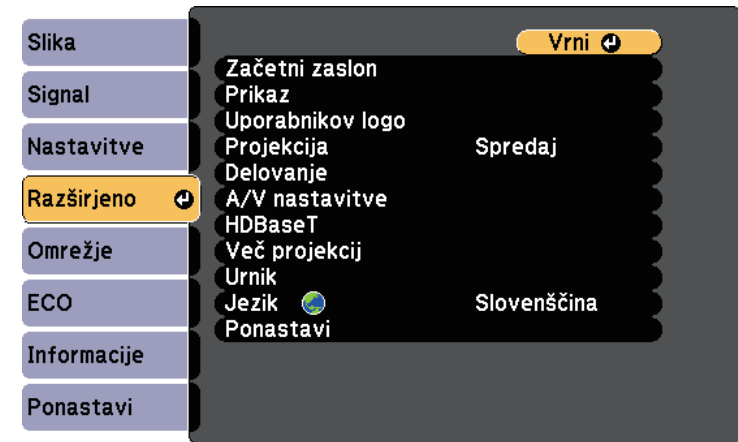 Slika
Signal
Nastavitve
Razširjeno
Omrežje
ECO
Informacije
Ponastavi
Vrni
Začetni zaslon
Prikaz
Uporabnikov logo
Projekcija Spredaj
Delovanje
A/V nastavitve
HDBaseT
Več projekcij
Urnik
Jezik Slovenščina
Ponastavi